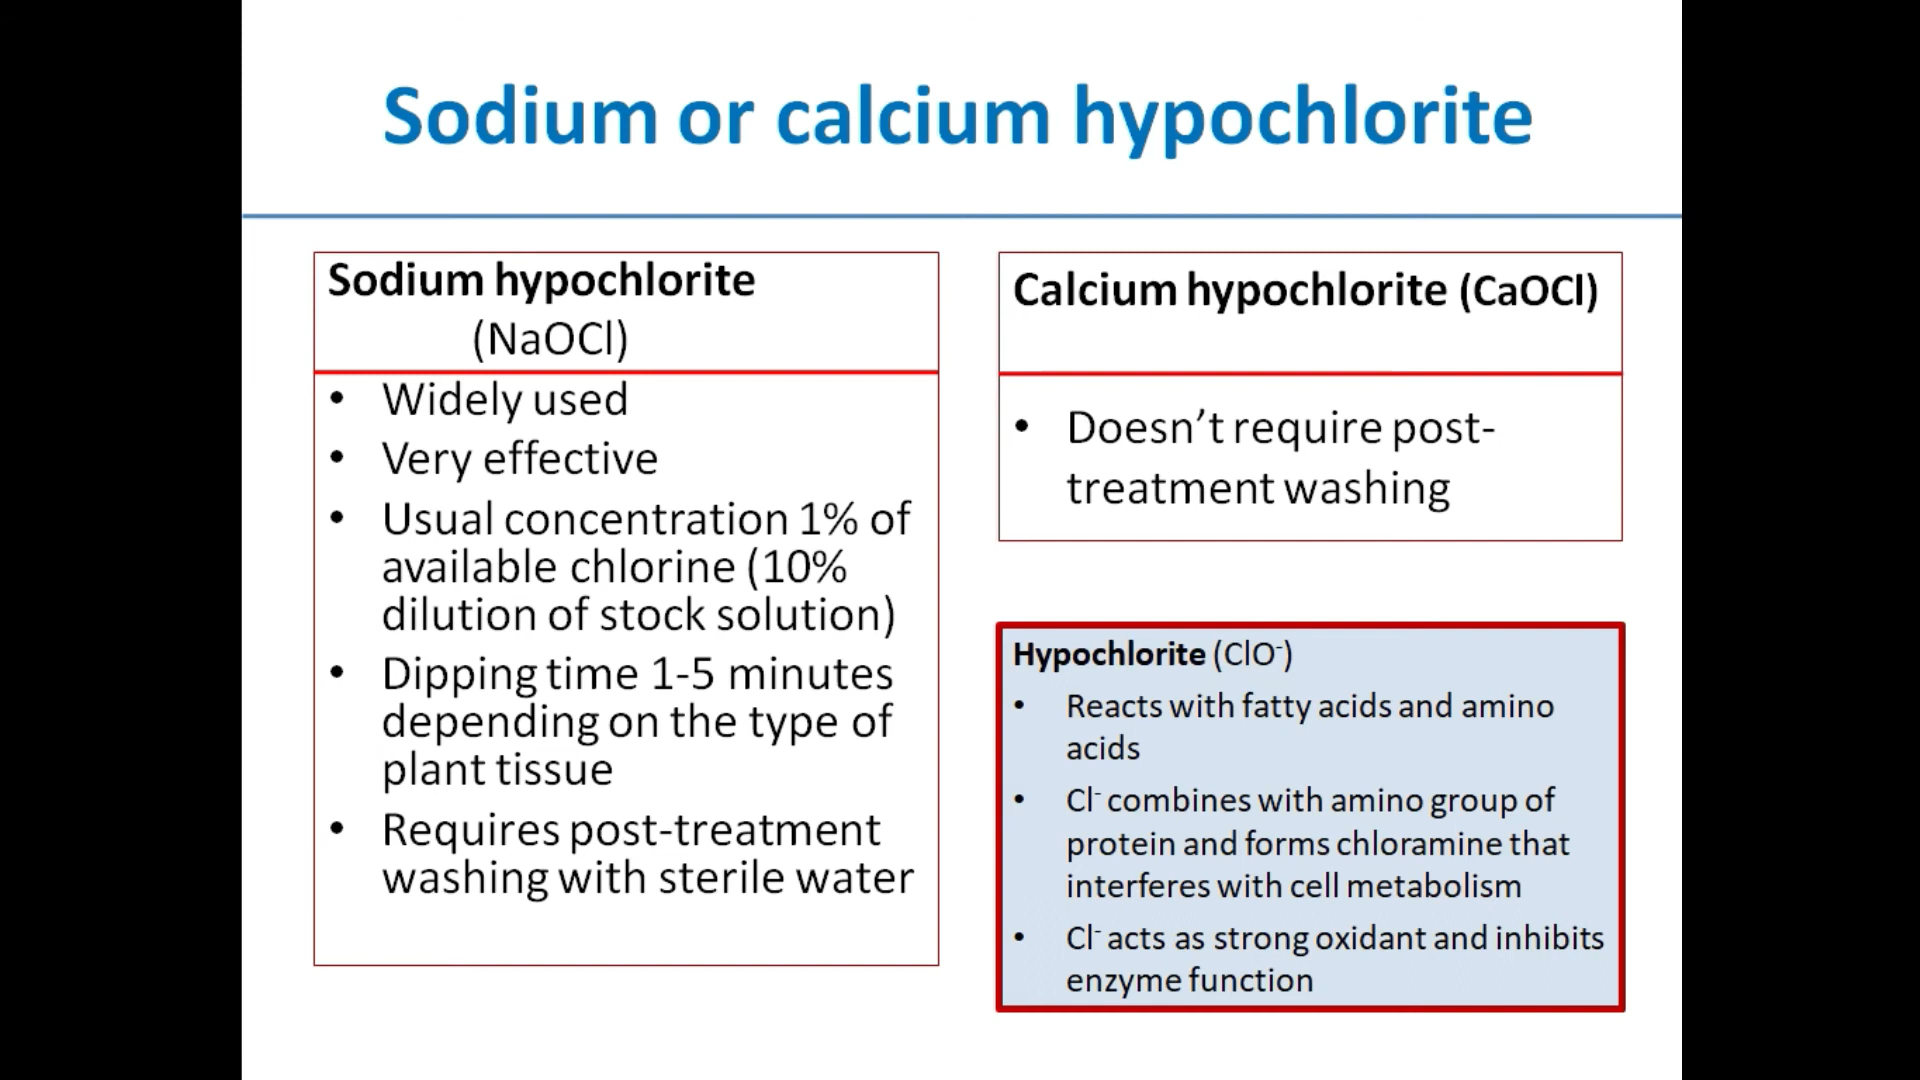 Sodium or calcium hypochlorite
Sodium hypochlorite
(NaOCl)
• Widely used
• Very effective
• Usual concentration 1% of
available chlorine (10%
dilution of stock solution)
• Dipping time 1-5 minutes
depending on the type of
plant tissue
• Requires post-treatment
washing with sterile water
Calcium hypochlorite (CaOCl)
• Doesn’t require post-
treatment washing
Hypochlorite (ClO⁻)
• Reacts with fatty acids and amino
acids
• Cl⁻ combines with amino group of
protein and forms chloramine that
interferes with cell metabolism
• Cl⁻ acts as strong oxidant and inhibits
enzyme function